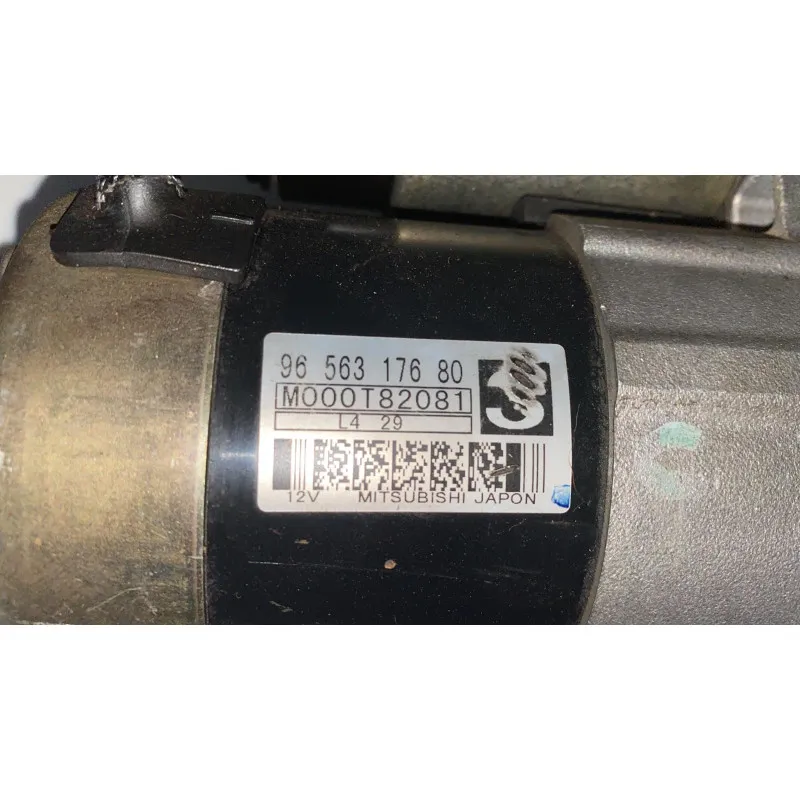 96 563 176 80
M000T82081
L4 29
12V MITSUBISHI JAPON